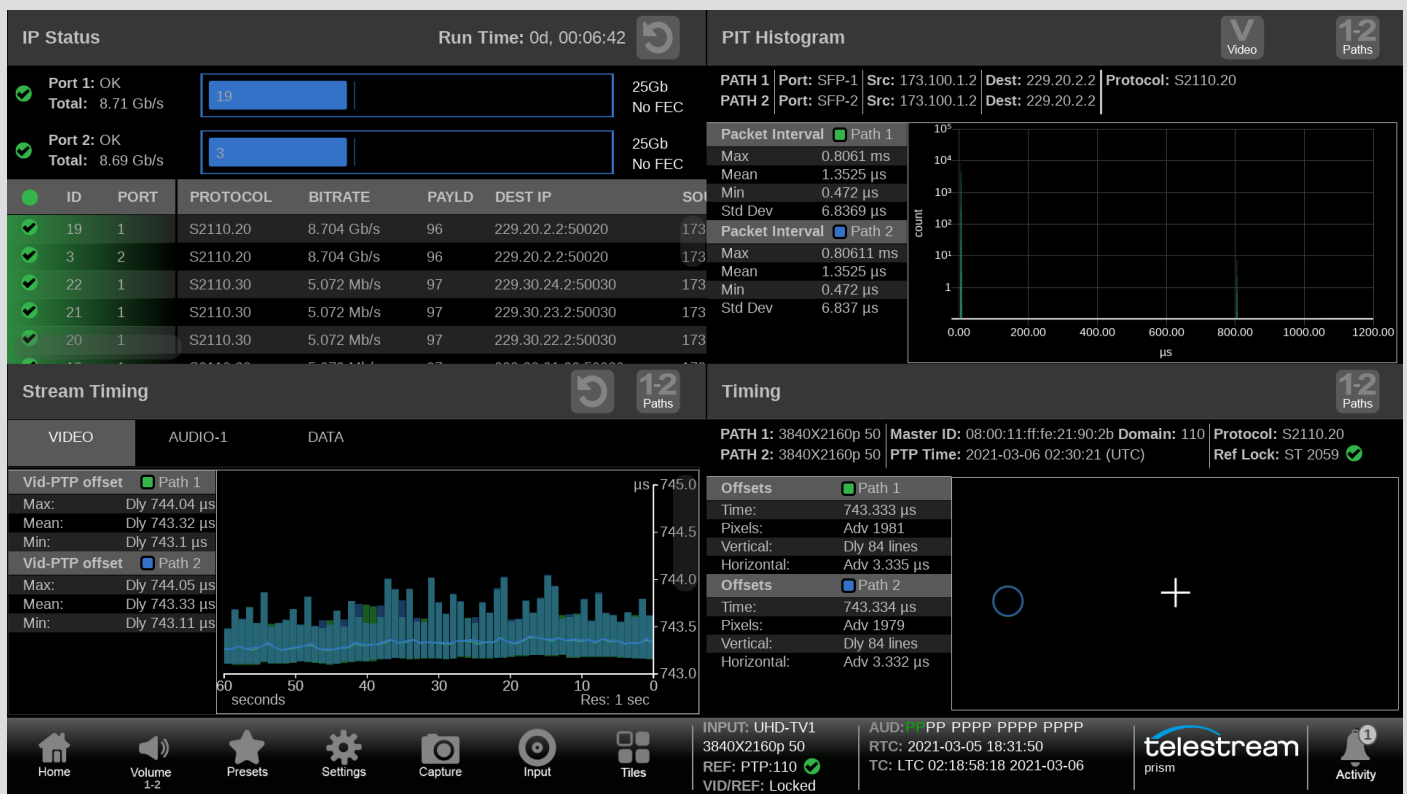 IP Status
Run Time: 0d, 00:06:42
Port 1: OK
Total: 8.71 Gb/s
19
25Gb
No FEC
Port 2: OK
Total: 8.69 Gb/s
3
25Gb
No FEC
ID PORT PROTOCOL BITRATE PAYLD DEST IP SOU
19 1 S2110.20 8.704 Gb/s 96 229.20.2.2:50020 173
3 2 S2110.20 8.704 Gb/s 96 229.20.2.2:50020 173
22 1 S2110.30 5.072 Mb/s 97 229.30.24.2:50030 173
21 1 S2110.30 5.072 Mb/s 97 229.30.23.2:50030 173
20 1 S2110.30 5.072 Mb/s 97 229.30.22.2:50030 173
PIT Histogram
V
Video
1-2
Paths
PATH 1 Port: SFP-1 Src: 173.100.1.2 Dest: 229.20.2.2 Protocol: S2110.20
PATH 2 Port: SFP-2 Src: 173.100.1.2 Dest: 229.20.2.2
Packet Interval Path 1
Max 0.8061 ms
Mean 1.3525 µs
Min 0.472 µs
Std Dev 6.8369 µs
Packet Interval Path 2
Max 0.80611 ms
Mean 1.3525 µs
Min 0.472 µs
Std Dev 6.837 µs
count
10⁵
10⁴
10³
10²
10¹
1
0.00 200.00 400.00 600.00 800.00 1000.00 1200.00
µs
Stream Timing
1-2
Paths
VIDEO AUDIO-1 DATA
Vid-PTP offset Path 1
Max: Dly 744.04 µs
Mean: Dly 743.32 µs
Min: Dly 743.1 µs
Vid-PTP offset Path 2
Max: Dly 744.05 µs
Mean: Dly 743.33 µs
Min: Dly 743.11 µs
µs 745.0
744.5
744.0
743.5
743.0
60 50 40 30 20 10 0
seconds Res: 1 sec
Timing
1-2
Paths
PATH 1: 3840X2160p 50 Master ID: 08:00:11:ff:fe:21:90:2b Domain: 110 Protocol: S2110.20
PATH 2: 3840X2160p 50 PTP Time: 2021-03-06 02:30:21 (UTC) Ref Lock: ST 2059
Offsets Path 1
Time: 743.333 µs
Pixels: Adv 1981
Vertical: Dly 84 lines
Horizontal: Adv 3.335 µs
Offsets Path 2
Time: 743.334 µs
Pixels: Adv 1979
Vertical: Dly 84 lines
Horizontal: Adv 3.332 µs
Home
Volume
1-2
Presets
Settings
Capture
Input
Tiles
INPUT: UHD-TV1
3840X2160p 50
REF: PTP:110
VID/REF: Locked
AUD:PPPP PPPP PPPP PPPP
RTC: 2021-03-05 18:31:50
TC: LTC 02:18:58:18 2021-03-06
telestream
prism
1
Activity